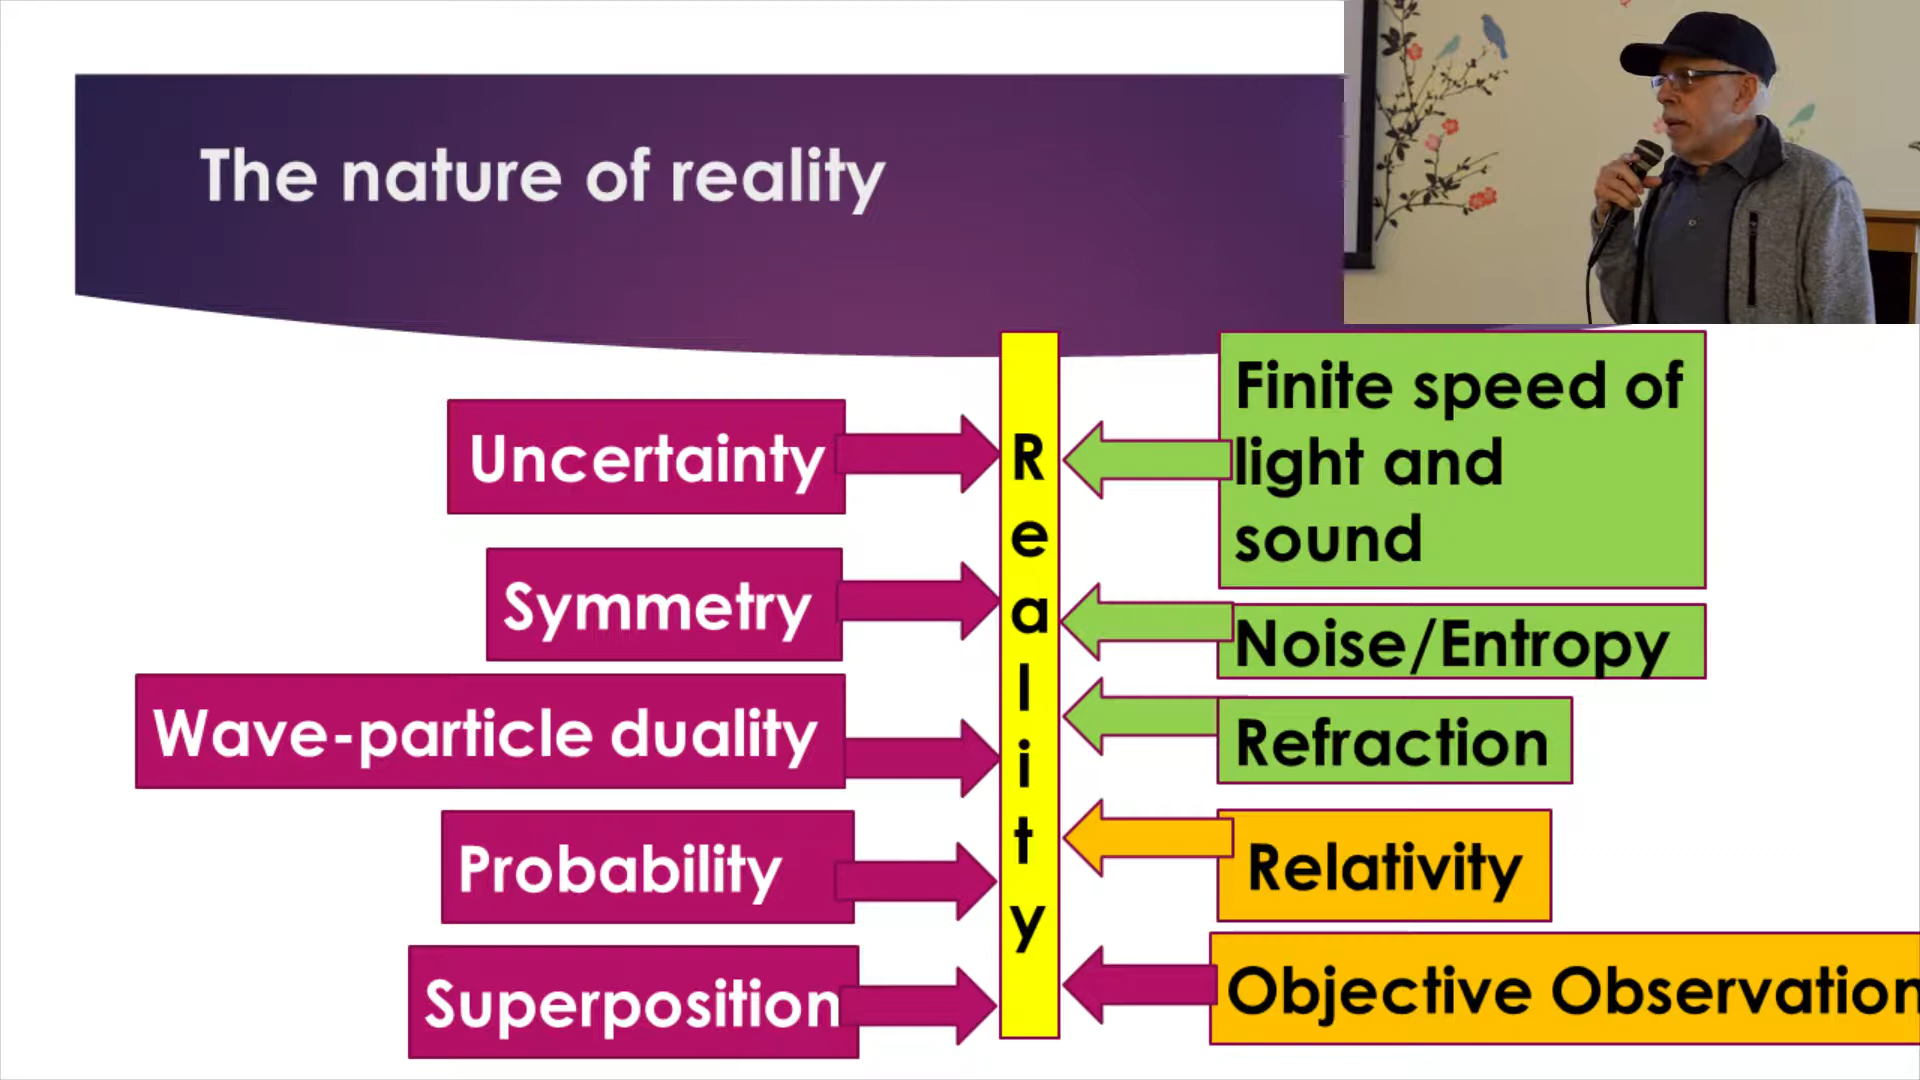 The nature of reality
Uncertainty
Symmetry
Wave-particle duality
Probability
Superposition
R
e
a
l
i
t
y
Finite speed of
light and
sound
Noise/Entropy
Refraction
Relativity
Objective Observation